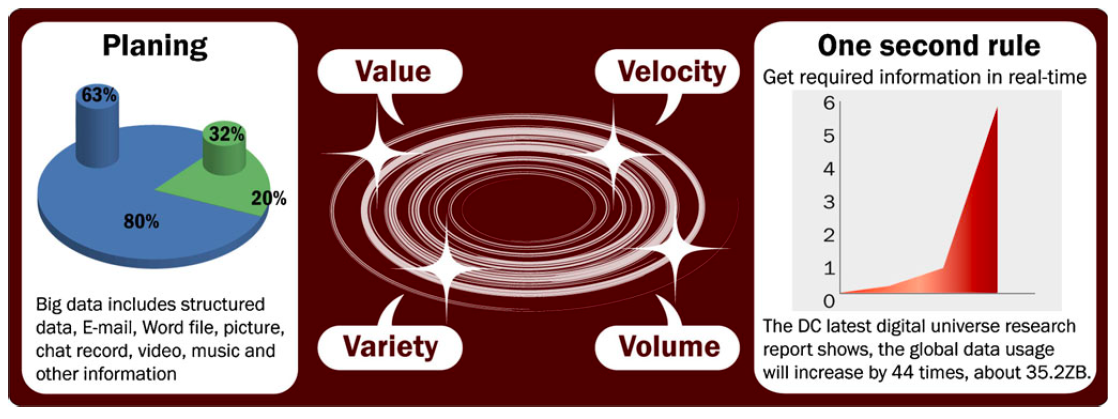 Planing
63%
32%
20%
80%
Big data includes structured
data, E-mail, Word file, picture,
chat record, video, music and
other information
Value
Velocity
Variety
Volume
One second rule
Get required information in real-time
6
5
4
3
2
1
0
The DC latest digital universe research
report shows, the global data usage
will increase by 44 times, about 35.2ZB.